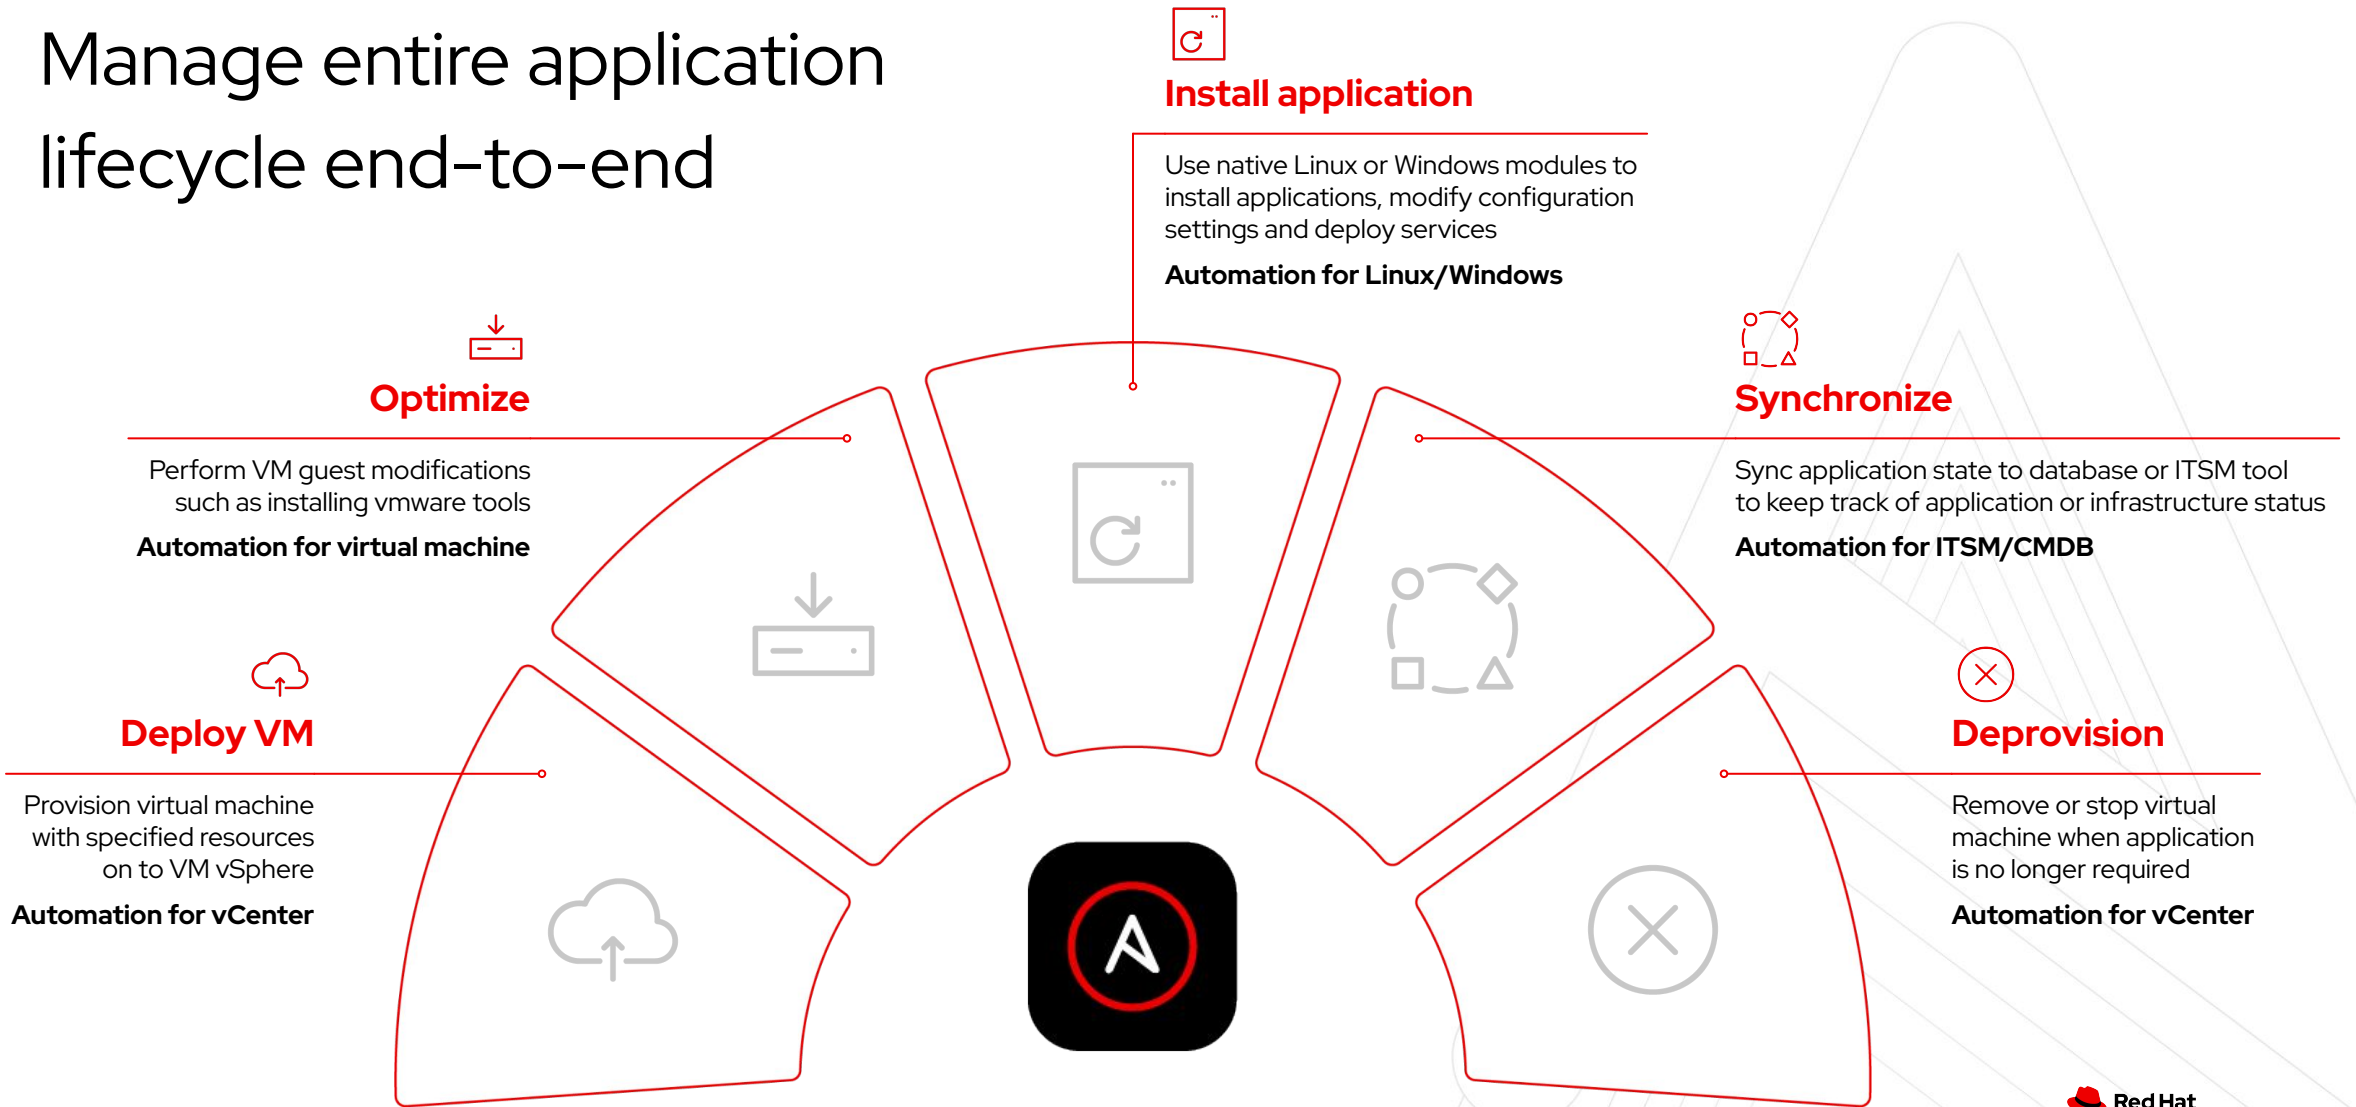 Manage entire application
lifecycle end-to-end
Install application
Use native Linux or Windows modules to
install applications, modify configuration
settings and deploy services
Automation for Linux/Windows
Optimize
Perform VM guest modifications
such as installing vmware tools
Automation for virtual machine
Synchronize
Sync application state to database or ITSM tool
to keep track of application or infrastructure status
Automation for ITSM/CMDB
Deploy VM
Provision virtual machine
with specified resources
on to VM vSphere
Automation for vCenter
Deprovision
Remove or stop virtual
machine when application
is no longer required
Automation for vCenter
Red Hat